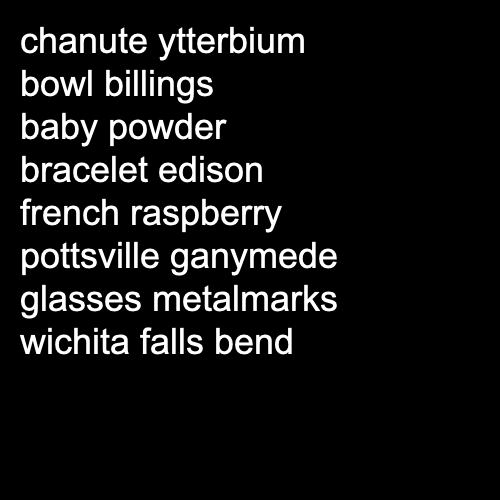 chanute ytterbium
bowl billings
baby powder
bracelet edison
french raspberry
pottsville ganymede
glasses metalmarks
wichita falls bend